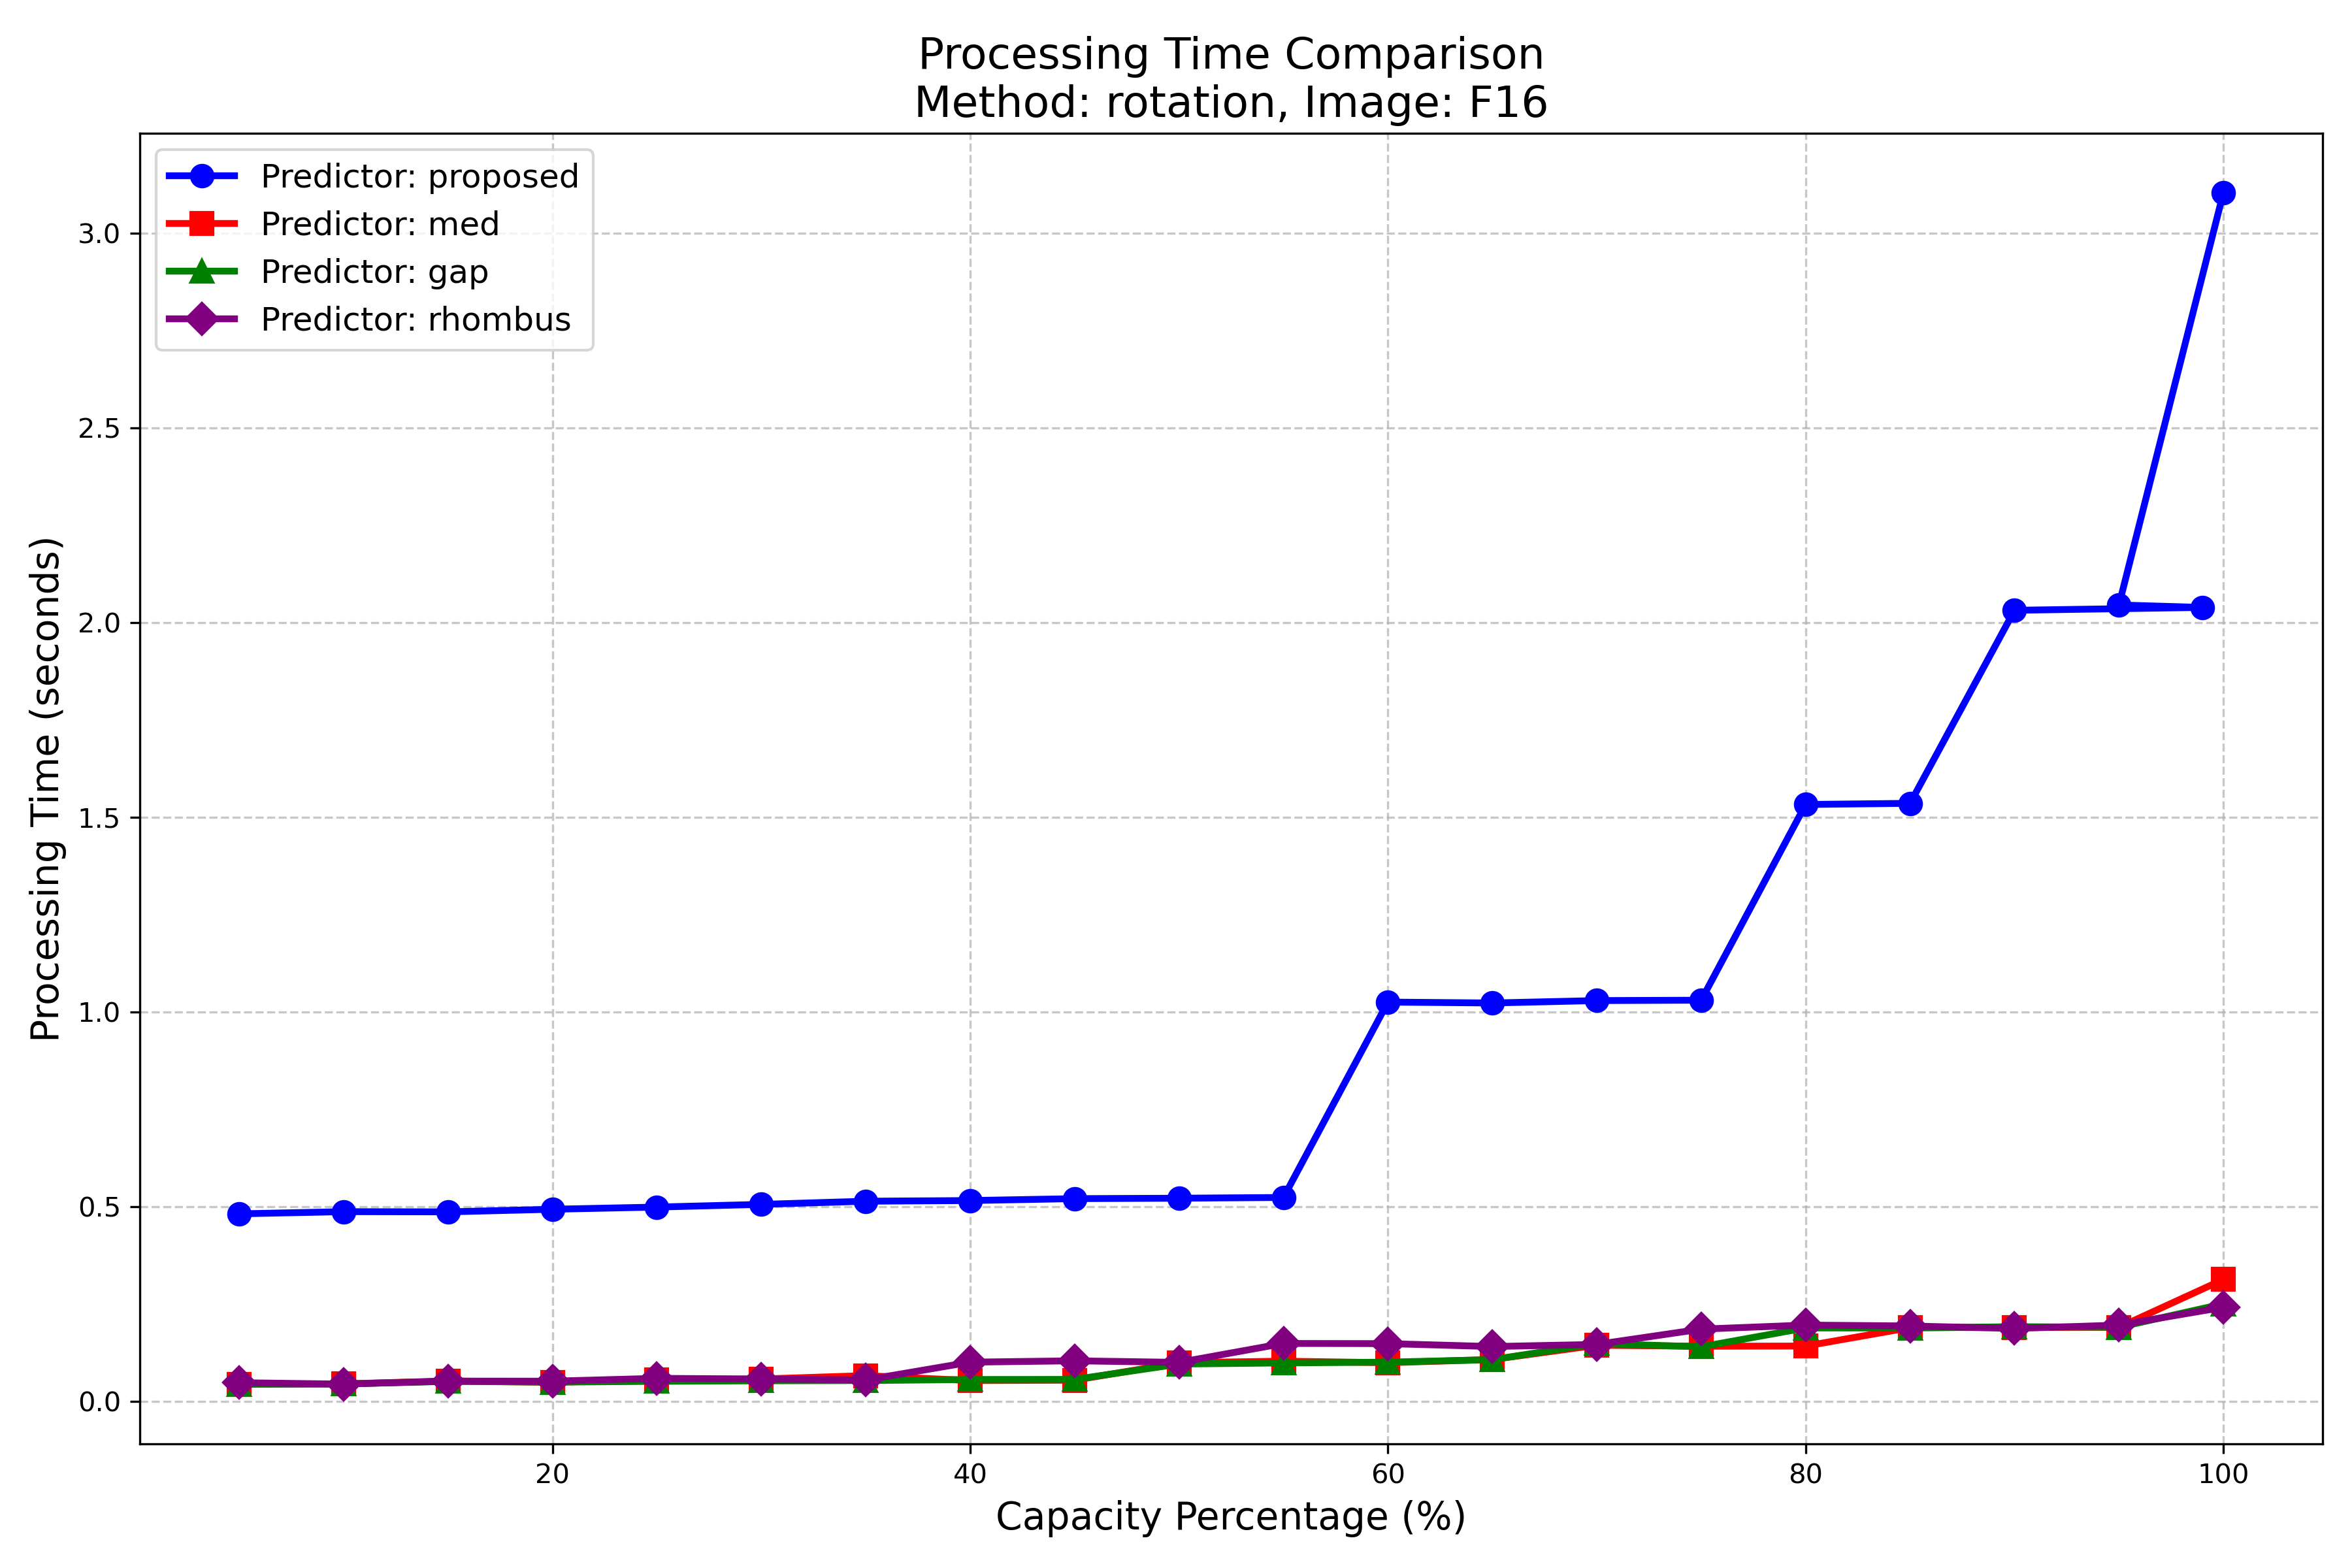 Processing Time Comparison
Method: rotation, Image: F16
Predictor: proposed
Predictor: med
Predictor: gap
Predictor: rhombus
Processing Time (seconds)
3.0
2.5
2.0
1.5
1.0
0.5
0.0
20 40 60 80 100
Capacity Percentage (%)